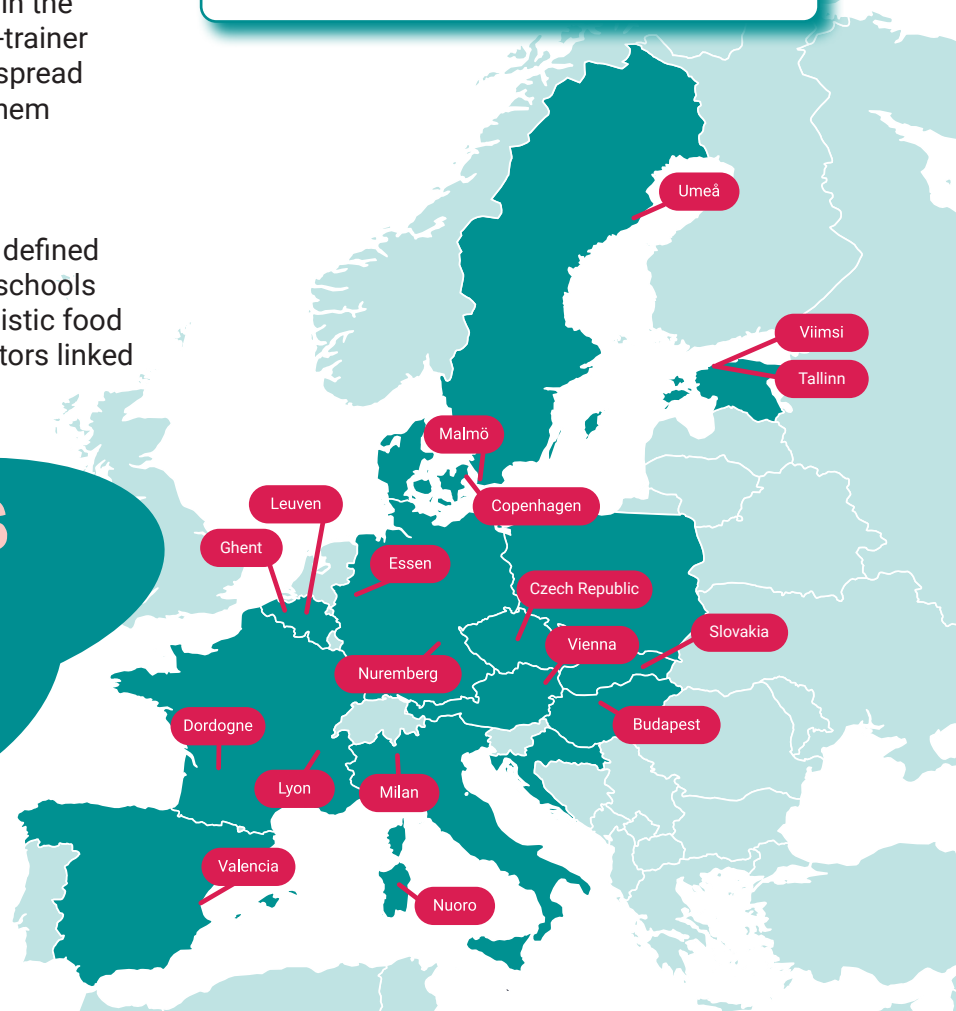 in the
-trainer
spread
hem
defined
schools
istic food
tors linked
S
Umeå
Viimsi
Tallinn
Malmö
Copenhagen
Leuven
Ghent
Essen
Czech Republic
Slovakia
Vienna
Nuremberg
Budapest
Dordogne
Lyon
Milan
Valencia
Nuoro